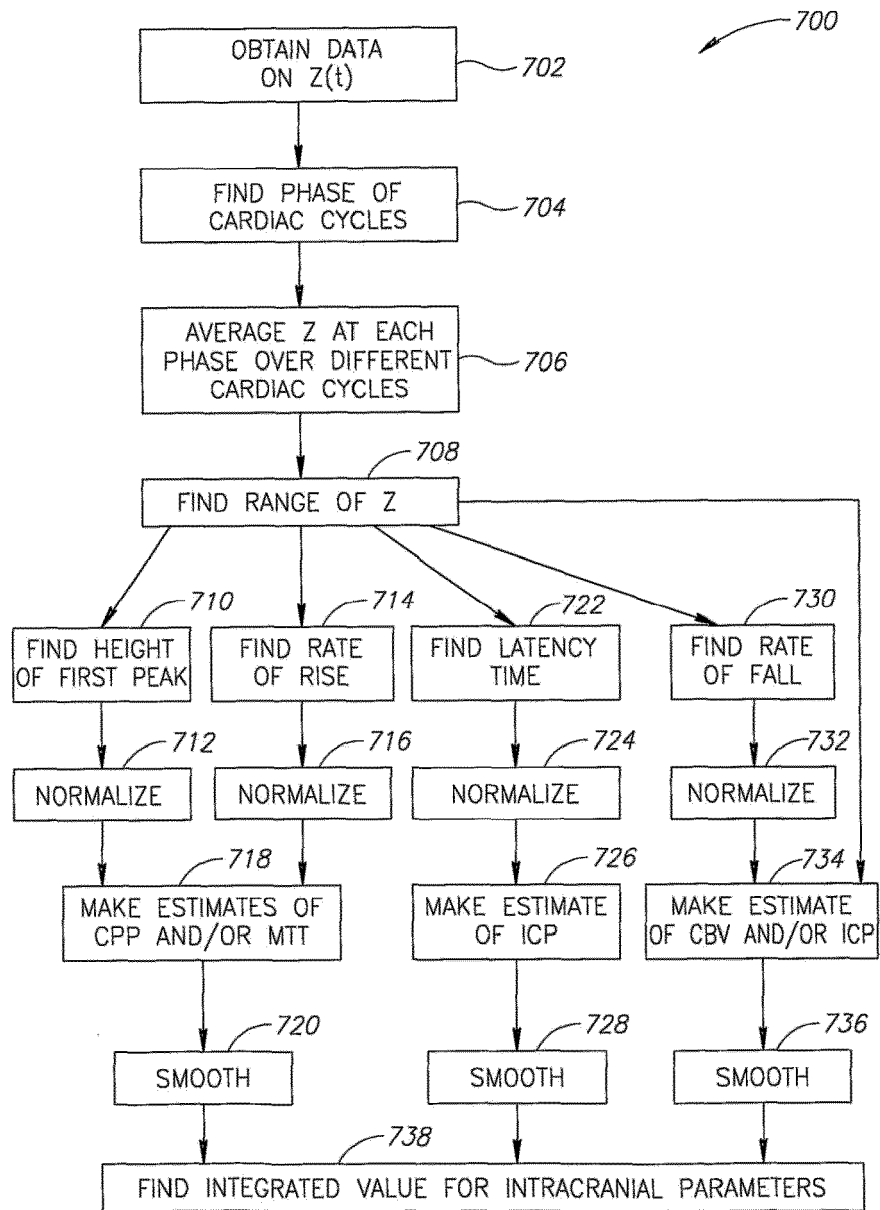 700
OBTAIN DATA
ON Z(t)
702
FIND PHASE OF
CARDIAC CYCLES
704
AVERAGE Z AT EACH
PHASE OVER DIFFERENT
CARDIAC CYCLES
706
708
FIND RANGE OF Z
710
FIND HEIGHT
OF FIRST PEAK
714
FIND RATE
OF RISE
722
FIND LATENCY
TIME
730
FIND RATE
OF FALL
712
NORMALIZE
716
NORMALIZE
724
NORMALIZE
732
NORMALIZE
718
MAKE ESTIMATES OF
CPP AND/OR MTT
726
MAKE ESTIMATE
OF ICP
734
MAKE ESTIMATE
OF CBV AND/OR ICP
720
SMOOTH
728
SMOOTH
736
SMOOTH
738
FIND INTEGRATED VALUE FOR INTRACRANIAL PARAMETERS